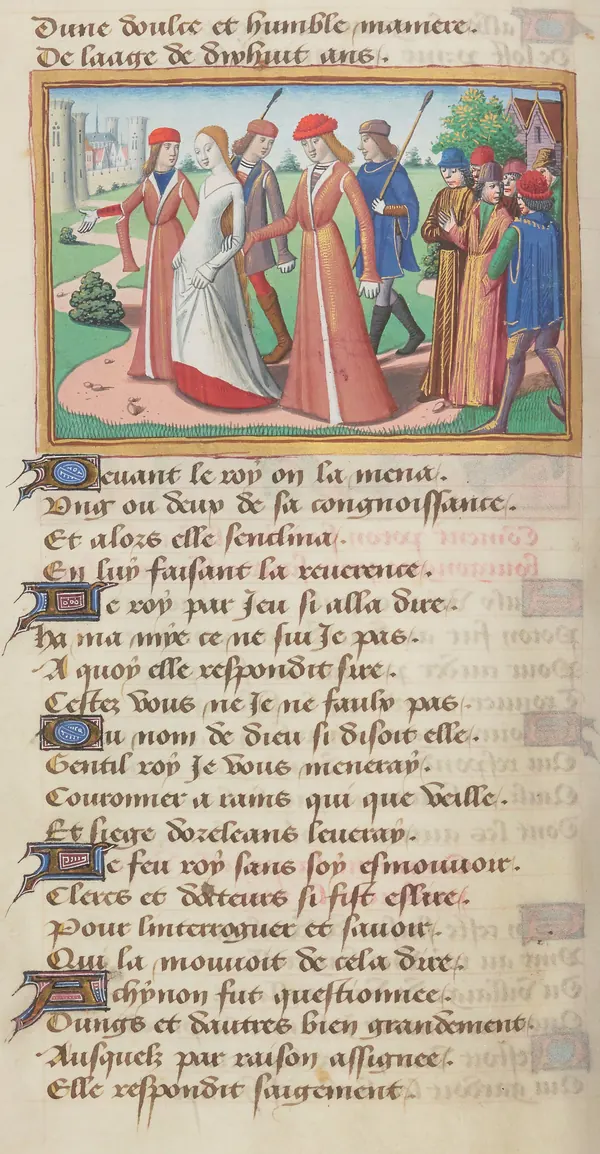 Dune doulce et humble maniere.
De laage de dixhuit ans.
Devant le roy on la mena.
Ung ou deux de sa congnoissance.
Et alors elle senclina.
En luy faisant la reverence.
Le roy par Jeu si alla dire.
Ha ma mye ce ne sui Je pas.
A quoy elle respondit sire.
Cestez vous ne Je ne faulx pas.
Ou nom de dieu si disoit elle.
Gentil roy Je vous meneray.
Couronner a rains qui que veille.
Et siege dorleans leveray.
Le feu roy sans soy esmouvoir.
Clercs et docteurs si fist eslire.
Pour linterroguer et savoir.
Qui la mouvoit de cela dire.
A chynon fut questionnee.
Dungs et dautres bien grandement.
Ausquelz par raison assignee.
Elle respondit saigement.